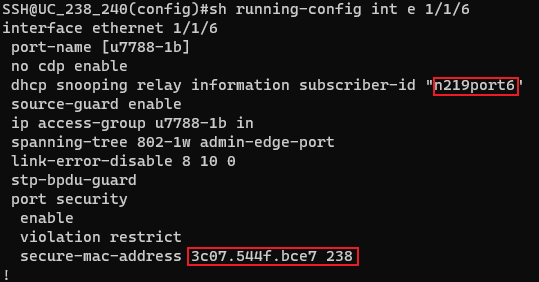 SSH@UC_238_240(config)#sh running-config int e 1/1/6
interface ethernet 1/1/6
port-name [u7788-1b]
no cdp enable
dhcp snooping relay information subscriber-id "n219port6"
source-guard enable
ip access-group u7788-1b in
spanning-tree 802-1w admin-edge-port
link-error-disable 8 10 0
stp-bpdu-guard
port security
enable
violation restrict
secure-mac-address 3c07.544f.bce7 238
!